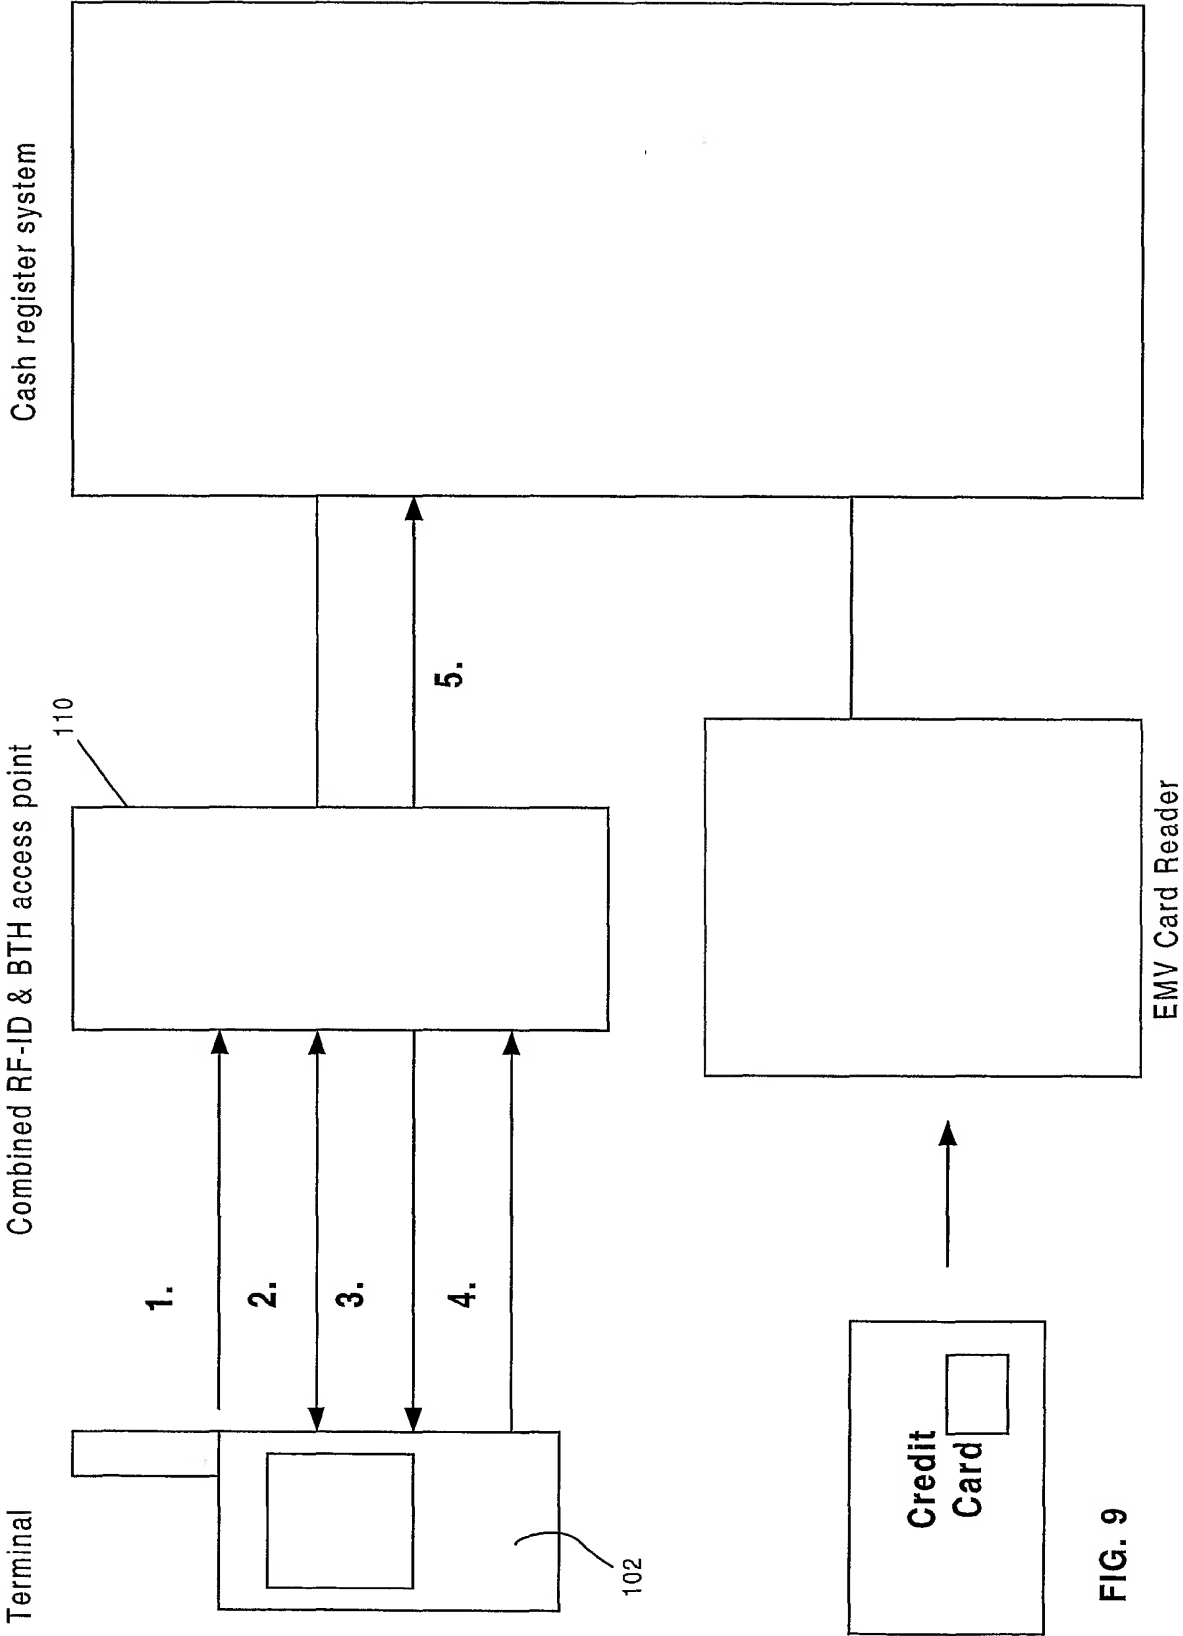 Terminal
Combined RF-ID & BTH access point
Cash register system
110
1.
2.
3.
4.
5.
102
Credit
Card
EMV Card Reader
FIG. 9